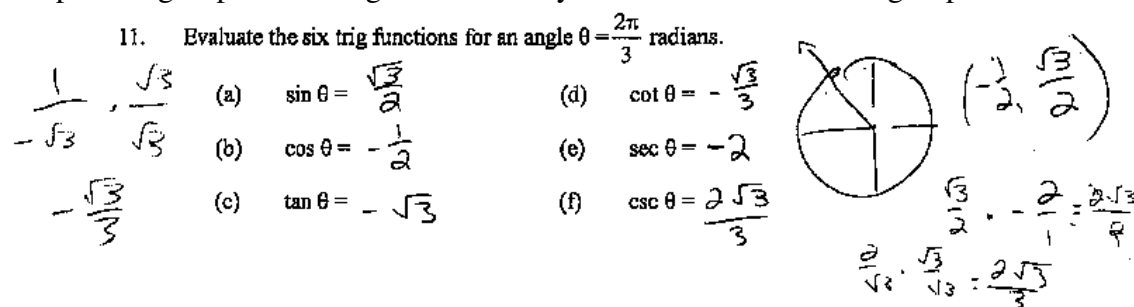 11. Evaluate the six trig functions for an angle θ = 2π/3 radians.
(a) sin θ = √3/2
(b) cos θ = -1/2
(c) tan θ = -√3
(d) cot θ = -√3/3
(e) sec θ = -2
(f) csc θ = 2√3/3
1/-√3 · √3/√3
-√3/3
(-1/2, √3/2)
√3/2 · -2/1 = 2√3/2
2/√3 · √3/√3 = 2√3/3